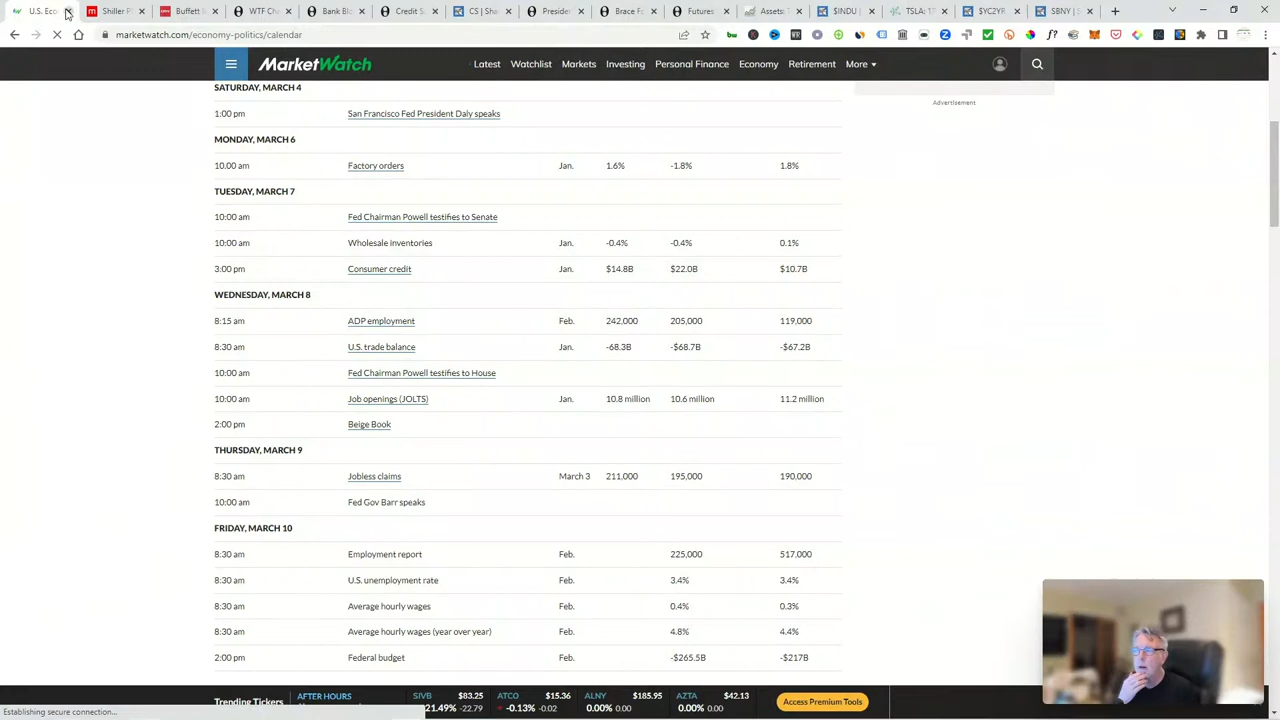 U.S. Eco
Shiller P
Buffett I
WTF Cha
Bank Bl
Credit S
CS | Sha
Presiden
Brace Fo
Futures
Assets:
$INDU |
TSLA: 1
$YC2YR
SBNY |
marketwatch.com/economy-politics/calendar
MarketWatch
Latest Watchlist Markets Investing Personal Finance Economy Retirement More
SATURDAY, MARCH 4
Advertisement
1:00 pm San Francisco Fed President Daly speaks
MONDAY, MARCH 6
10.00 am Factory orders Jan. 1.6% -1.8% 1.8%
TUESDAY, MARCH 7
10:00 am Fed Chairman Powell testifies to Senate
10:00 am Wholesale inventories Jan. -0.4% -0.4% 0.1%
3:00 pm Consumer credit Jan. $14.8B $22.0B $10.7B
WEDNESDAY, MARCH 8
8:15 am ADP employment Feb. 242,000 205,000 119,000
8:30 am U.S. trade balance Jan. -68.3B -$68.7B -$67.2B
10:00 am Fed Chairman Powell testifies to House
10:00 am Job openings (JOLTS) Jan. 10.8 million 10.6 million 11.2 million
2:00 pm Beige Book
THURSDAY, MARCH 9
8:30 am Jobless claims March 3 211,000 195,000 190,000
10:00 am Fed Gov Barr speaks
FRIDAY, MARCH 10
8:30 am Employment report Feb. 225,000 517,000
8:30 am U.S. unemployment rate Feb. 3.4% 3.4%
8:30 am Average hourly wages Feb. 0.4% 0.3%
8:30 am Average hourly wages (year over year) Feb. 4.8% 4.4%
2:00 pm Federal budget Feb. -$265.5B -$217B
Trending Tickers
AFTER HOURS
SIVB $83.25
21.49%
ATCO $15.36
-0.13% -0.02
ALNY $185.95
0.00% 0.00
AZTA $42.13
0.00% 0.00
Access Premium Tools
Establishing secure connection...